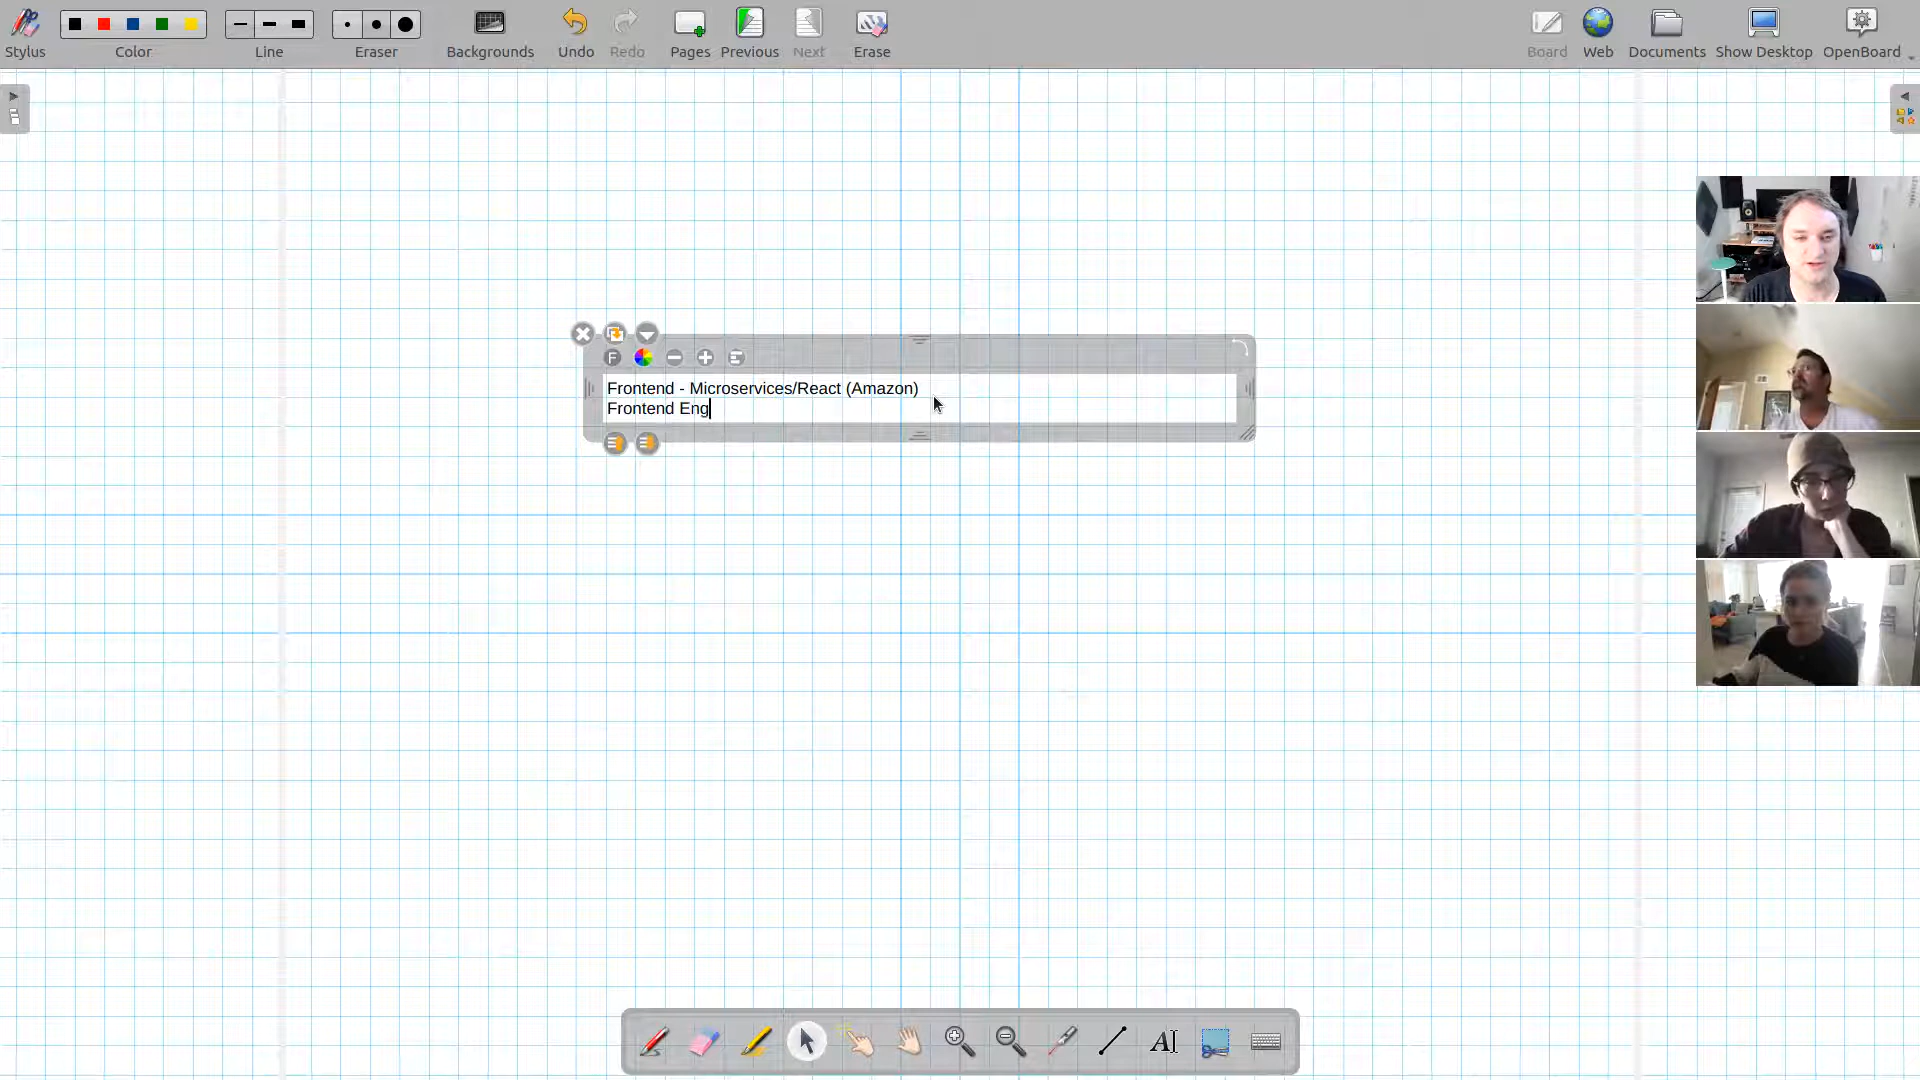 Stylus
Color
Line
Eraser
Backgrounds
Undo
Redo
Pages
Previous
Next
Erase
Board
Web
Documents
Show Desktop
OpenBoard
F
Frontend - Microservices/React (Amazon)
Frontend Eng
A